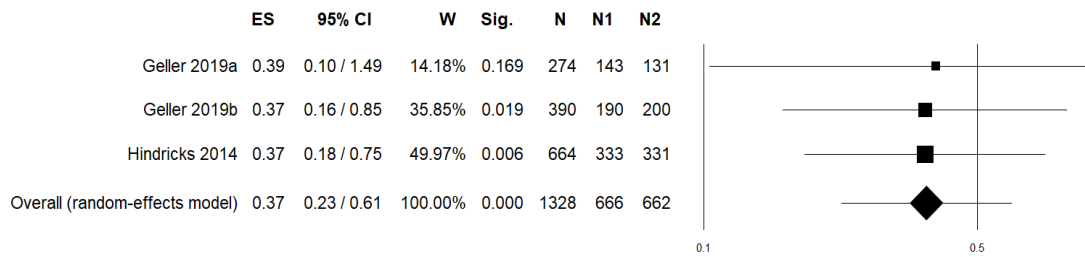 ES 95% CI W Sig. N N1 N2
Geller 2019a 0.39 0.10 / 1.49 14.18% 0.169 274 143 131
Geller 2019b 0.37 0.16 / 0.85 35.85% 0.019 390 190 200
Hindricks 2014 0.37 0.18 / 0.75 49.97% 0.006 664 333 331
Overall (random-effects model) 0.37 0.23 / 0.61 100.00% 0.000 1328 666 662
0.1 0.5